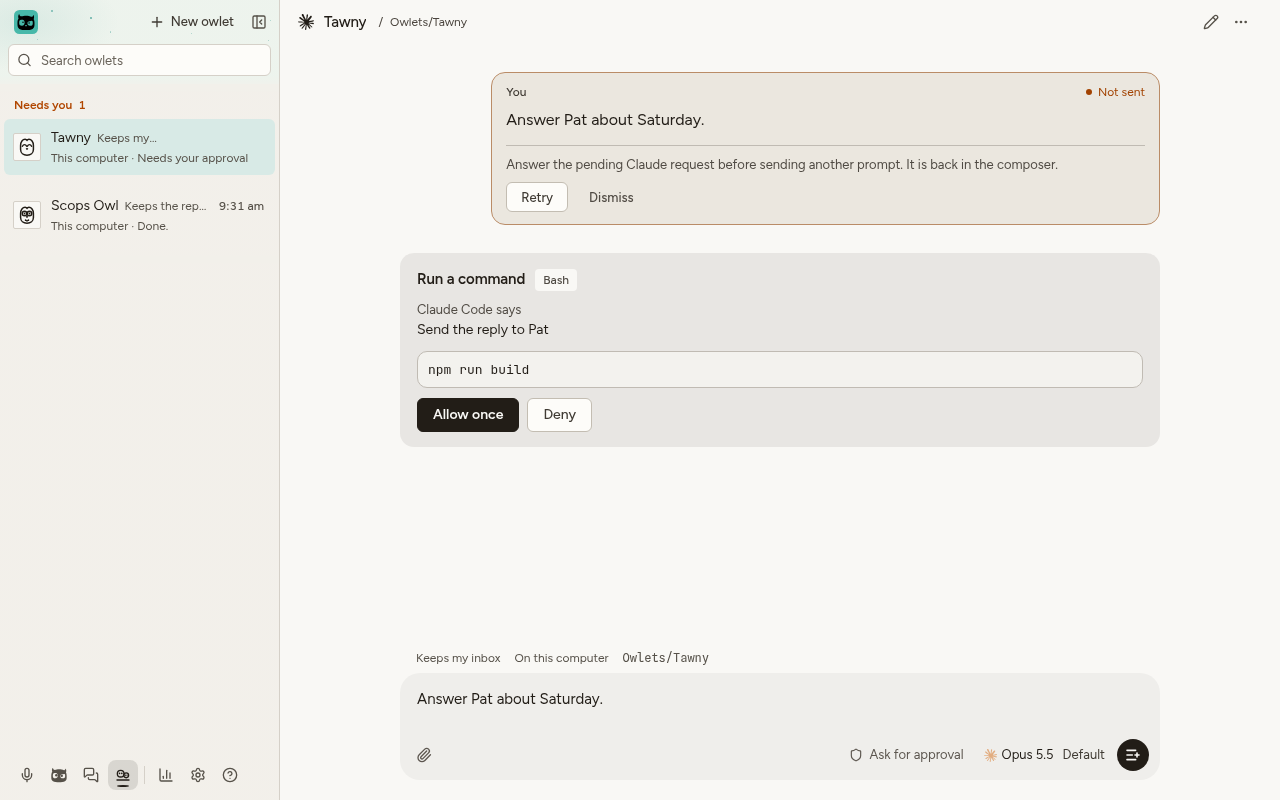 New owlet
Search owlets
Needs you 1
Tawny Keeps my…
This computer · Needs your approval
Scops Owl Keeps the rep… 9:31 am
This computer · Done.
Tawny / Owlets/Tawny
You Not sent
Answer Pat about Saturday.
Answer the pending Claude request before sending another prompt. It is back in the composer.
Retry Dismiss
Run a command Bash
Claude Code says
Send the reply to Pat
npm run build
Allow once Deny
Keeps my inbox On this computer Owlets/Tawny
Answer Pat about Saturday.
Ask for approval Opus 5.5 Default